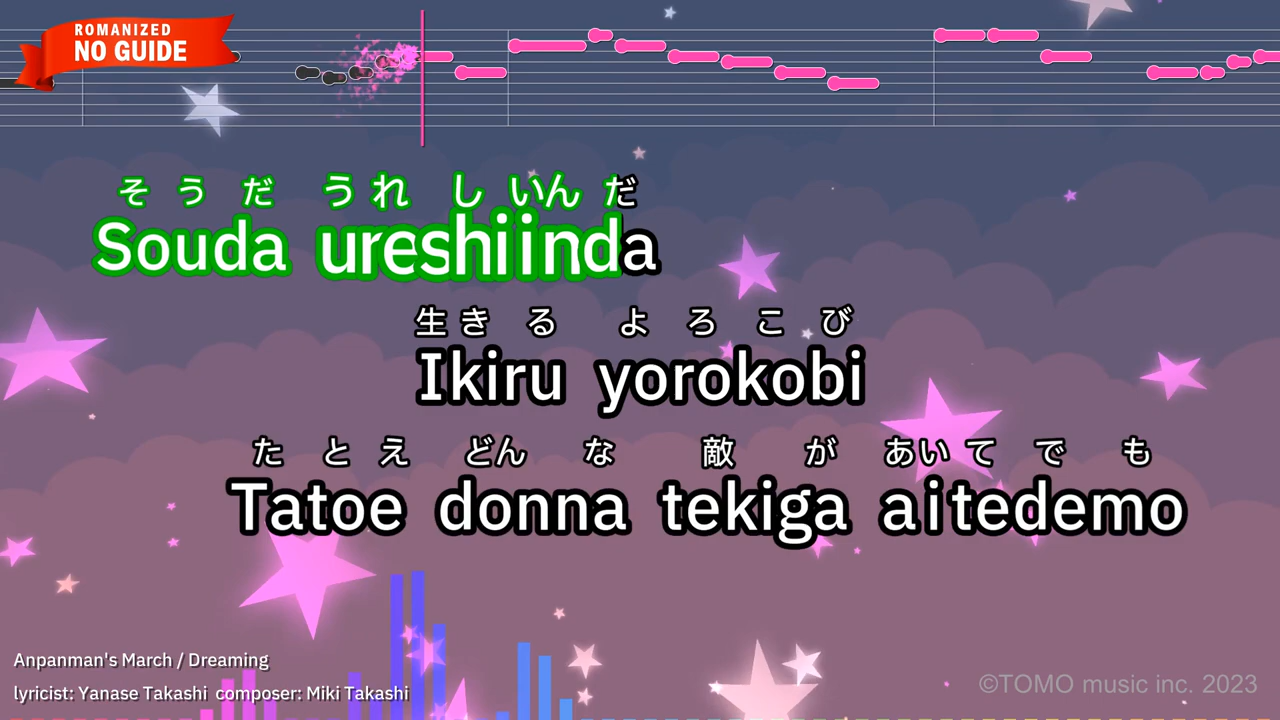 ROMANIZED
NO GUIDE
そうだ うれしいんだ
Souda ureshiinda
生きる よろこび
Ikiru yorokobi
たとえ どんな 敵が あいてでも
Tatoe donna tekiga aitedemo
Anpanman's March / Dreaming
lyricist: Yanase Takashi composer: Miki Takashi
©TOMO music inc. 2023